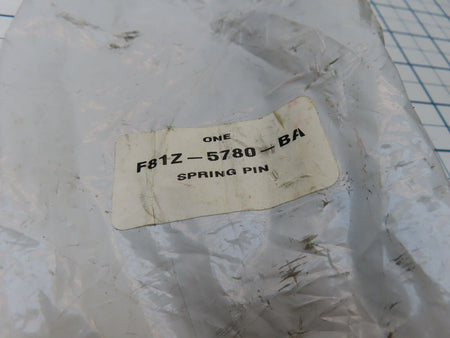 ONE
F81Z-5780-BA
SPRING PIN